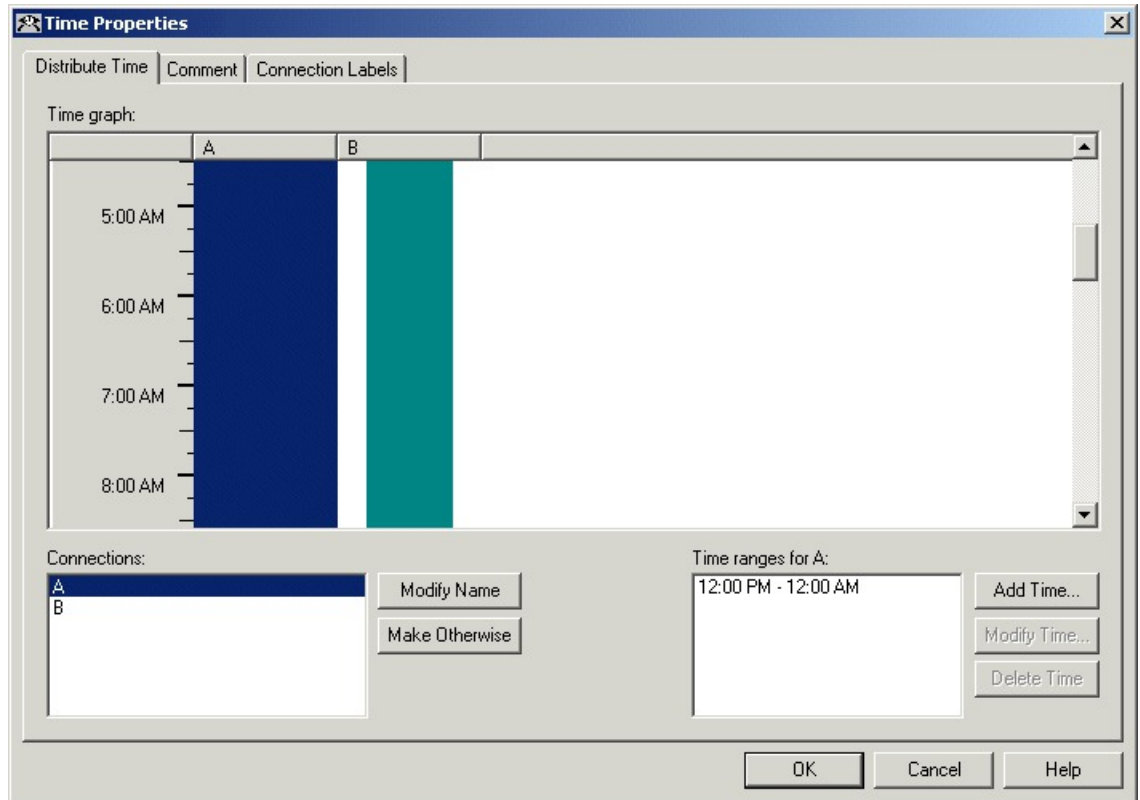 Time Properties
Distribute Time
Comment
Connection Labels
Time graph:
A
B
5:00 AM
6:00 AM
7:00 AM
8:00 AM
Connections:
A
B
Modify Name
Make Otherwise
Time ranges for A:
12:00 PM - 12:00 AM
Add Time...
Modify Time...
Delete Time
OK
Cancel
Help